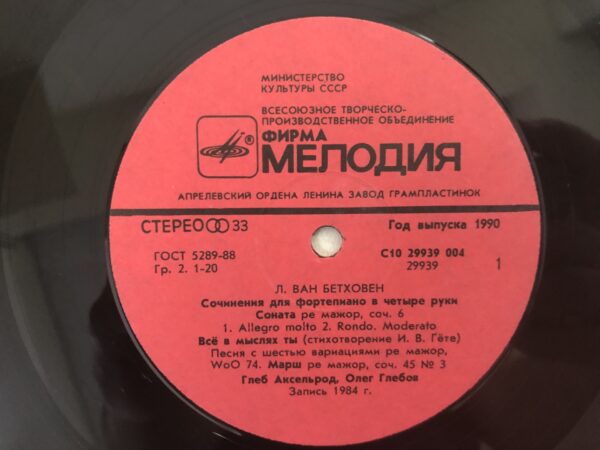 МИНИСТЕРСТВО
КУЛЬТУРЫ СССР
ВСЕСОЮЗНОЕ ТВОРЧЕСКО-
ПРОИЗВОДСТВЕННОЕ ОБЪЕДИНЕНИЕ
®
ФИРМА
МЕЛОДИЯ
АПРЕЛЕВСКИЙ ОРДЕНА ЛЕНИНА ЗАВОД ГРАМПЛАСТИНОК
СТЕРЕО 33
Год выпуска 1990
ГОСТ 5289-88
С10 29939 004
Гр. 2. 1-20
29939
1
Л. ВАН БЕТХОВЕН
Сочинения для фортепиано в четыре руки
Соната ре мажор, соч. 6
1. Allegro molto 2. Rondo. Moderato
Всё в мыслях ты (стихотворение И. В. Гёте)
Песня с шестью вариациями ре мажор,
WoO 74. Марш ре мажор, соч. 45 № 3
Глеб Аксельрод, Олег Глебов
Запись 1984 г.